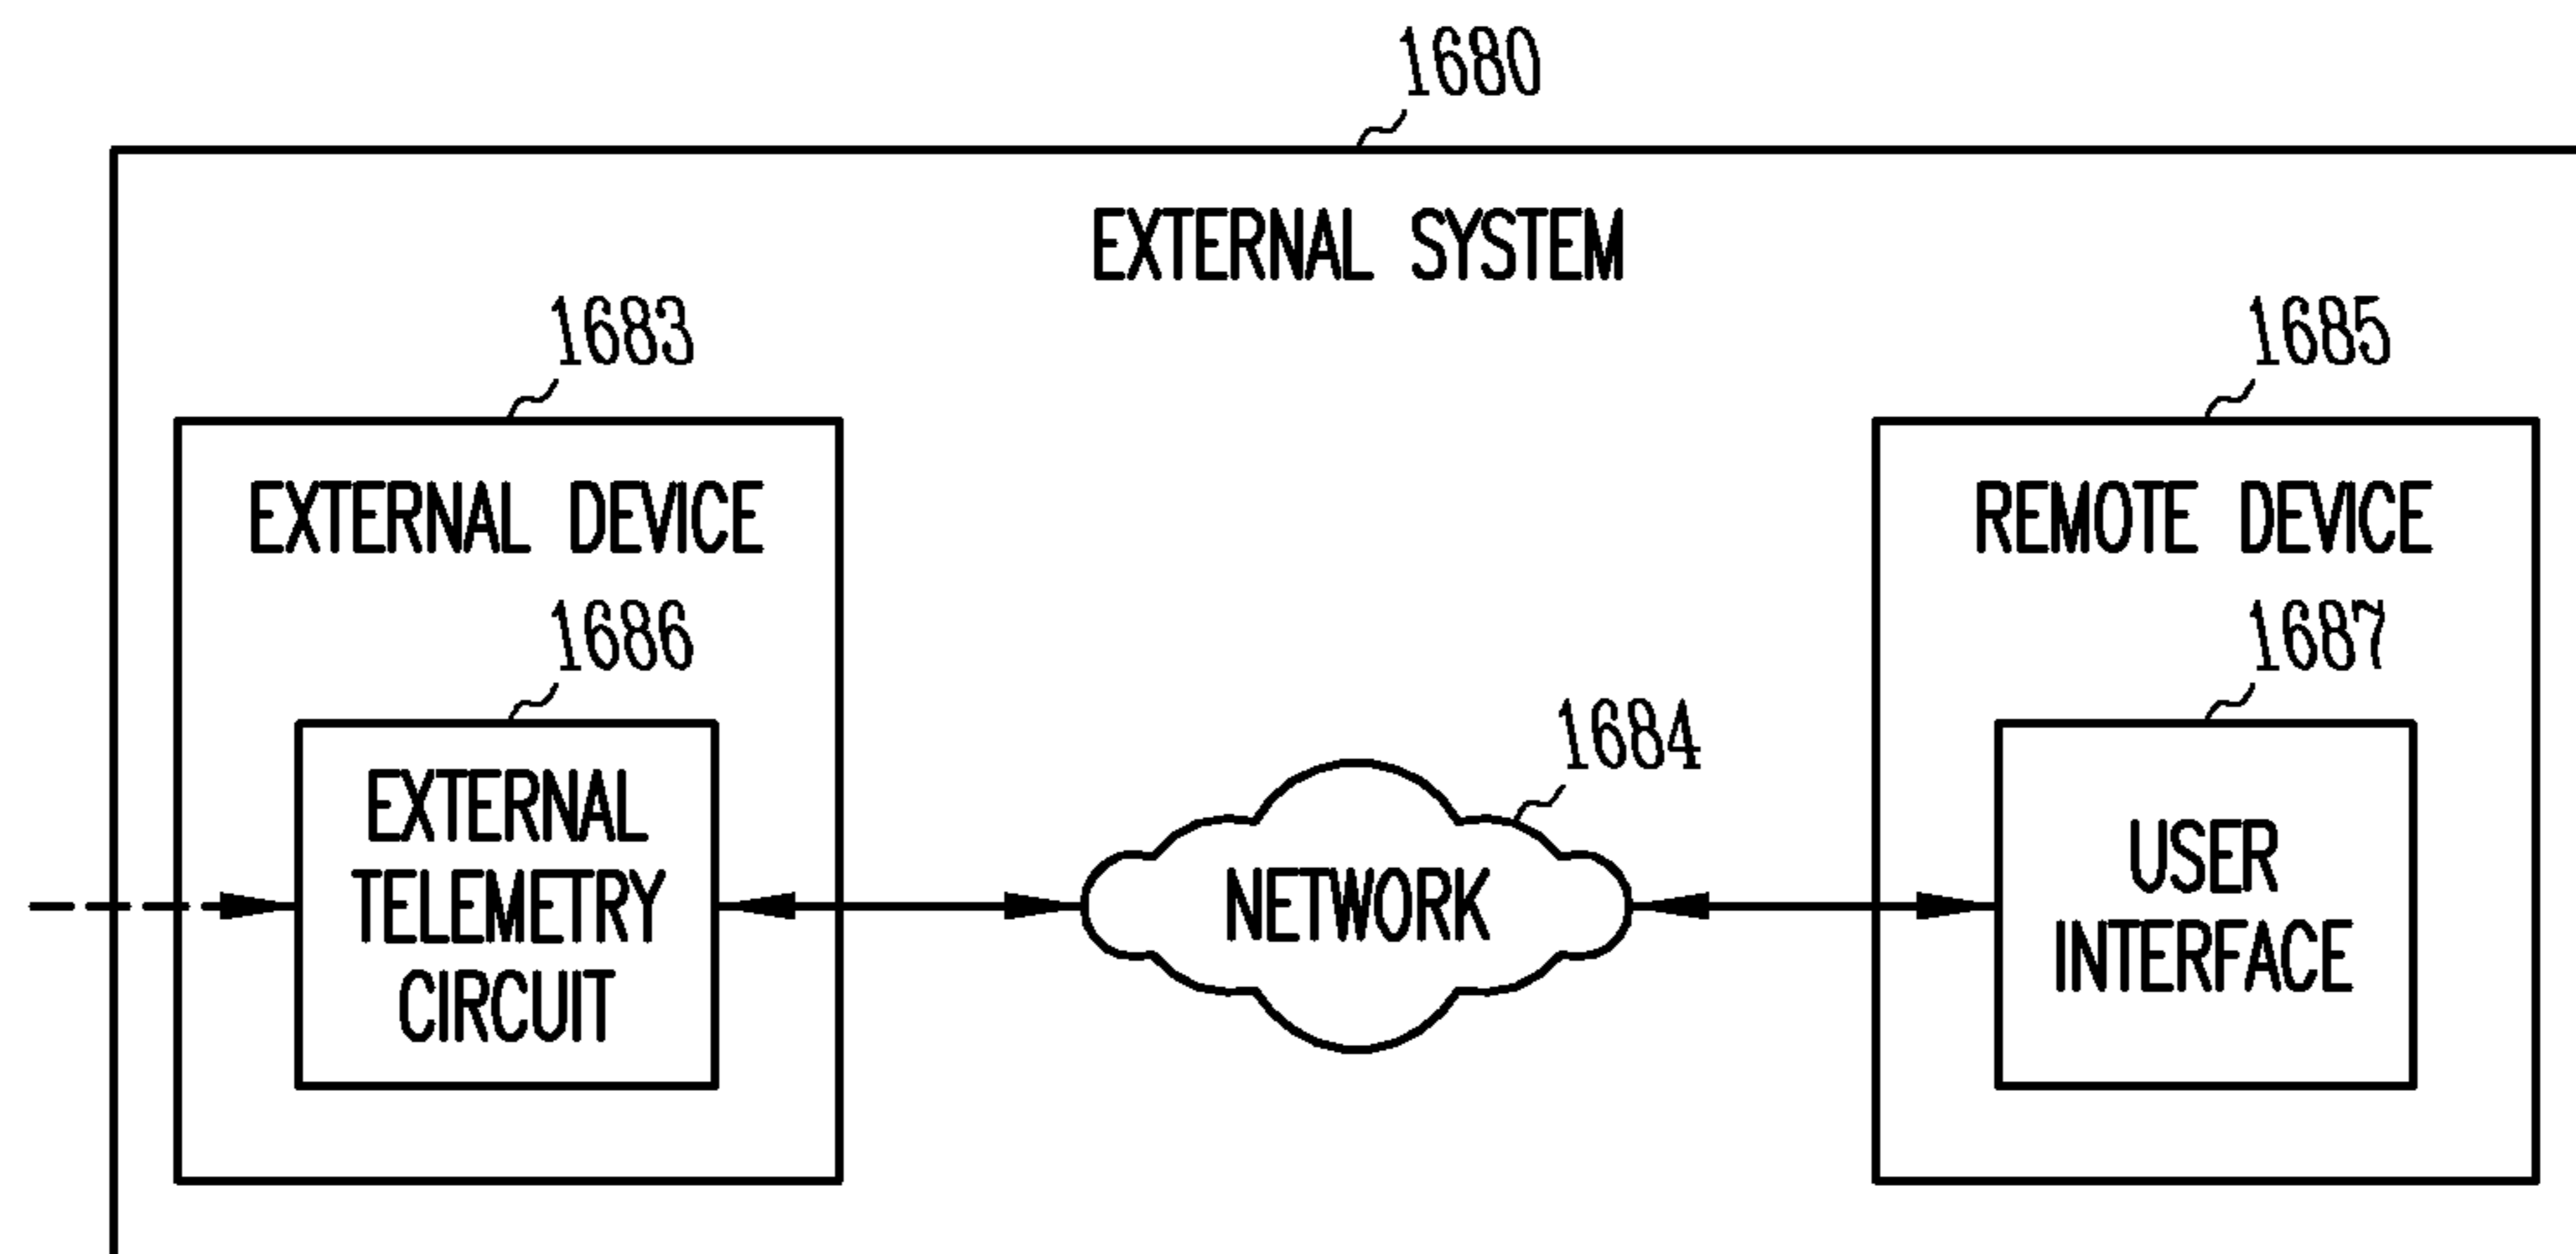 1680
EXTERNAL SYSTEM
1683
1685
EXTERNAL DEVICE
REMOTE DEVICE
1686
1687
EXTERNAL
TELEMETRY
CIRCUIT
1684
NETWORK
USER
INTERFACE